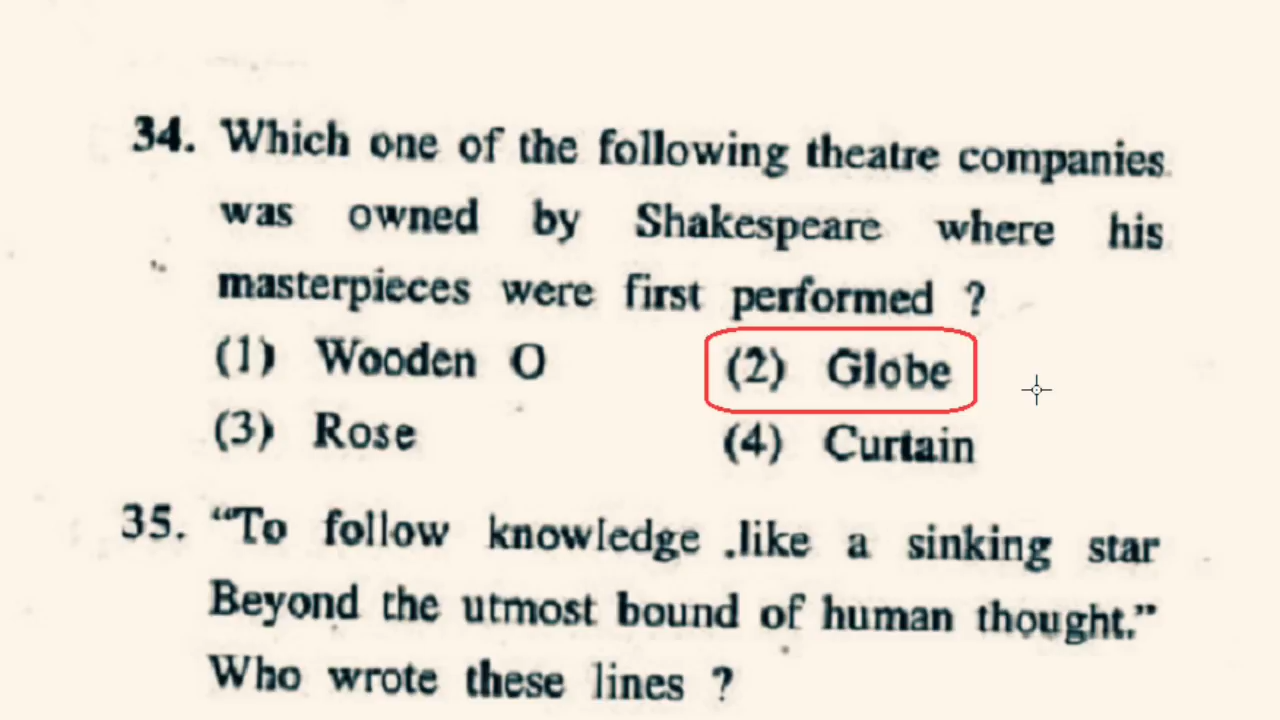 34. Which one of the following theatre companies
was owned by Shakespeare where his
masterpieces were first performed ?
(1) Wooden O (2) Globe
(3) Rose (4) Curtain
35. "To follow knowledge .like a sinking star
Beyond the utmost bound of human thought."
Who wrote these lines ?